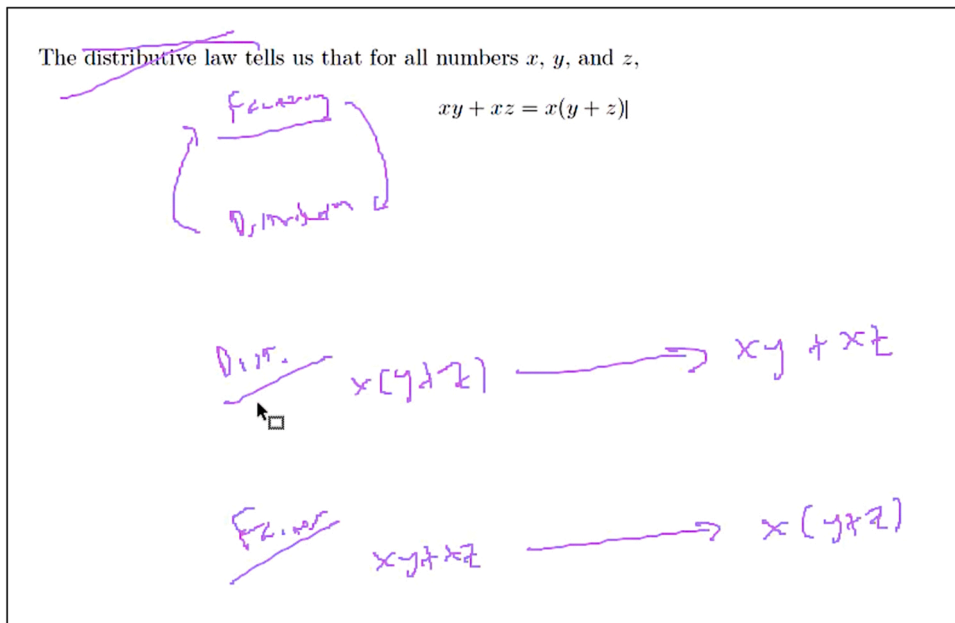 The distributive law tells us that for all numbers x, y, and z,
xy + xz = x(y + z)
Factoring
Distribution
Dist. x(y+z) → xy + xz
Factor xy+xz → x(y+z)